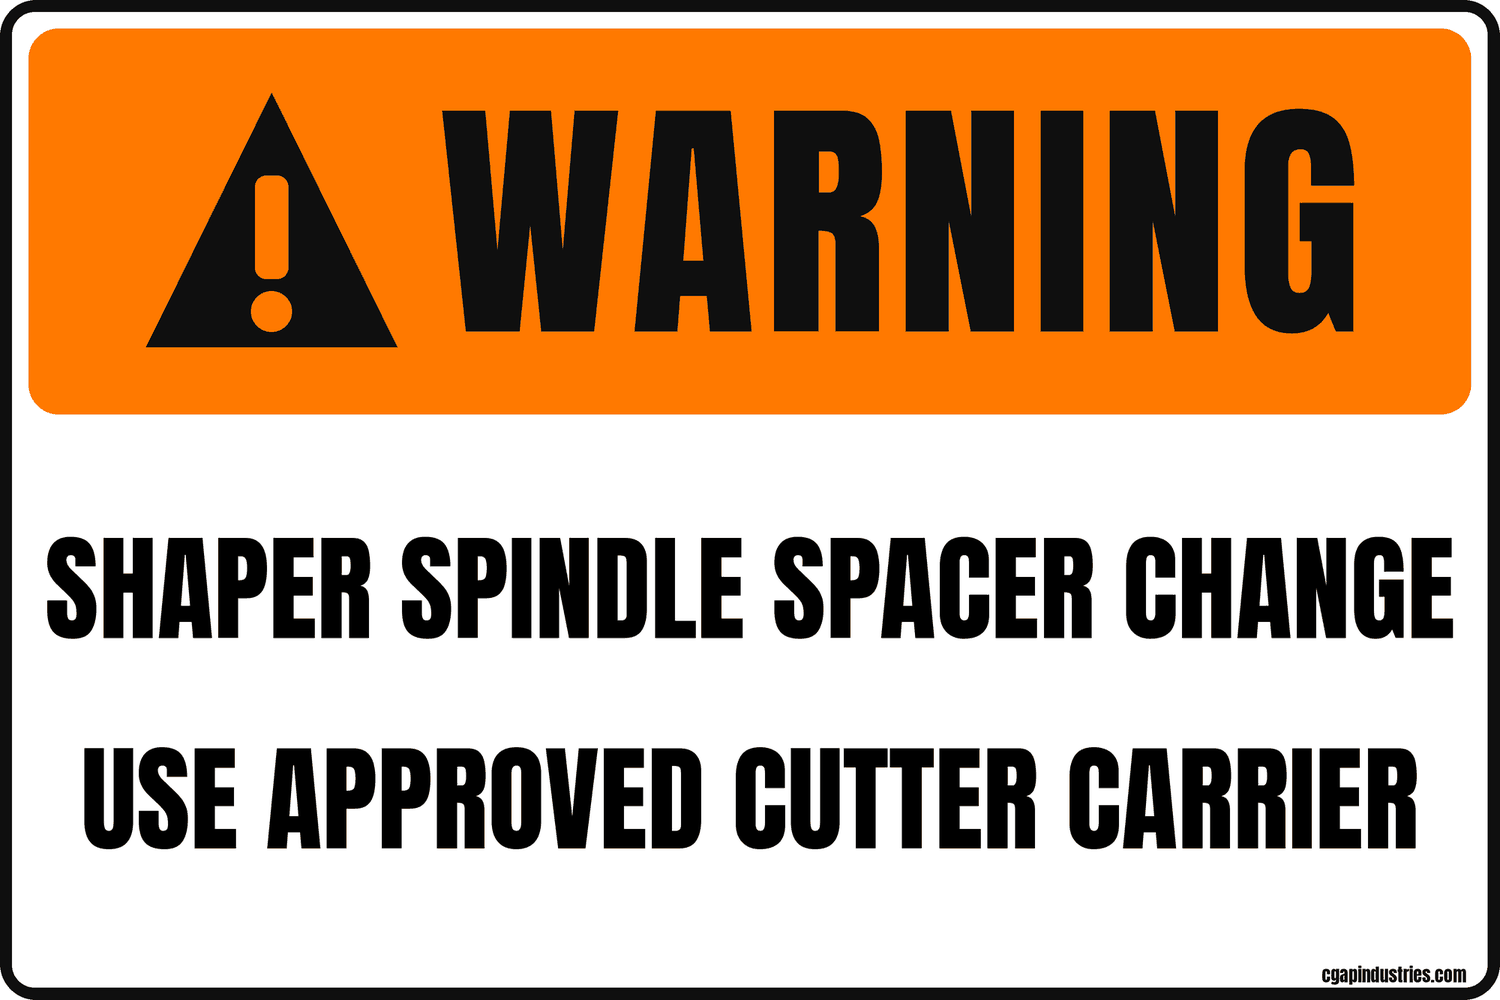 WARNING
SHAPER SPINDLE SPACER CHANGE
USE APPROVED CUTTER CARRIER
cgapindustries.com